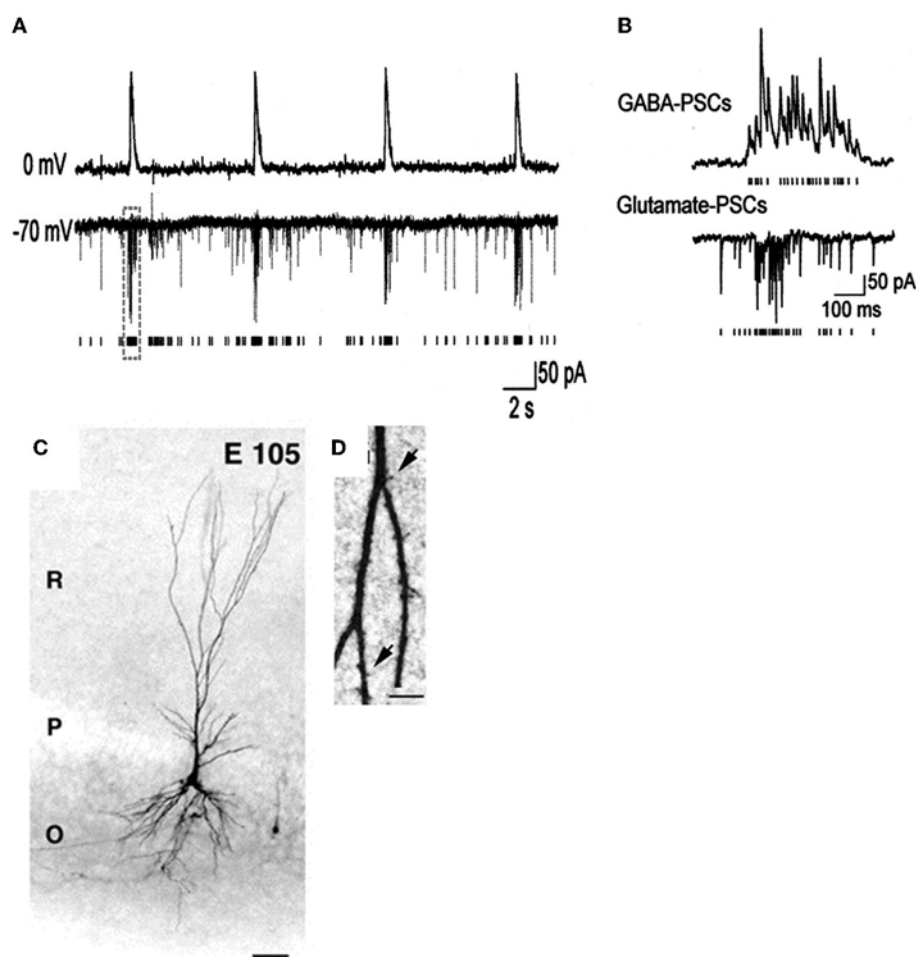 A
0 mV
-70 mV
50 pA
2 s
B
GABA-PSCs
Glutamate-PSCs
50 pA
100 ms
C
E 105
R
P
O
D